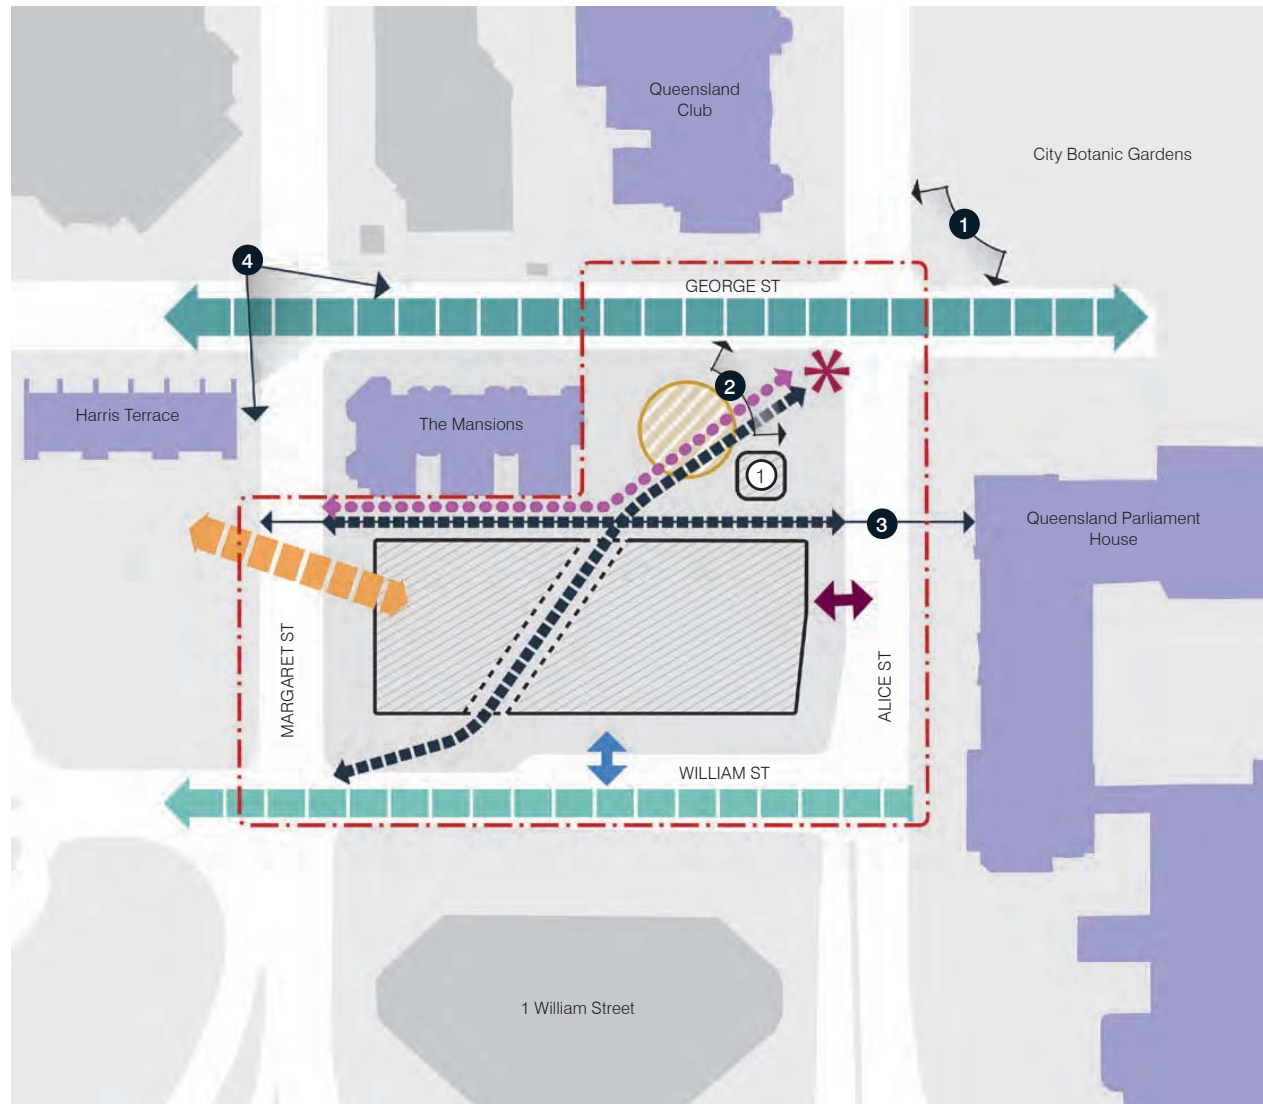 Queensland
Club
City Botanic Gardens
1
4
GEORGE ST
2
Harris Terrace
The Mansions
1
3
Queensland Parliament
House
MARGARET ST
ALICE ST
WILLIAM ST
1 William Street